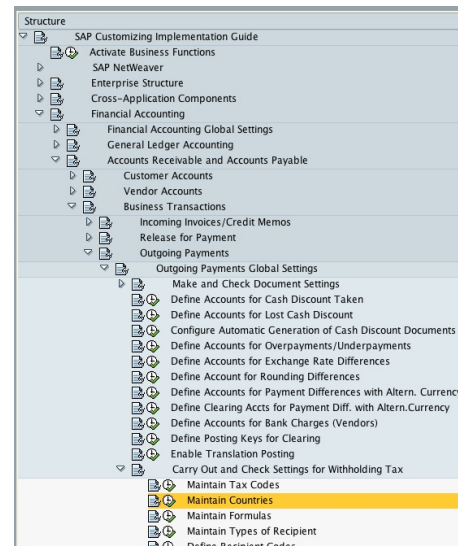 Structure
SAP Customizing Implementation Guide
Activate Business Functions
SAP NetWeaver
Enterprise Structure
Cross-Application Components
Financial Accounting
Financial Accounting Global Settings
General Ledger Accounting
Accounts Receivable and Accounts Payable
Customer Accounts
Vendor Accounts
Business Transactions
Incoming Invoices/Credit Memos
Release for Payment
Outgoing Payments
Outgoing Payments Global Settings
Make and Check Document Settings
Define Accounts for Cash Discount Taken
Define Accounts for Lost Cash Discount
Configure Automatic Generation of Cash Discount Documents
Define Accounts for Overpayments/Underpayments
Define Accounts for Exchange Rate Differences
Define Account for Rounding Differences
Define Accounts for Payment Differences with Altern. Currenc
Define Clearing Accts for Payment Diff. with Altern.Currency
Define Accounts for Bank Charges (Vendors)
Define Posting Keys for Clearing
Enable Translation Posting
Carry Out and Check Settings for Withholding Tax
Maintain Tax Codes
Maintain Countries
Maintain Formulas
Maintain Types of Recipient
Define Recipient Codes